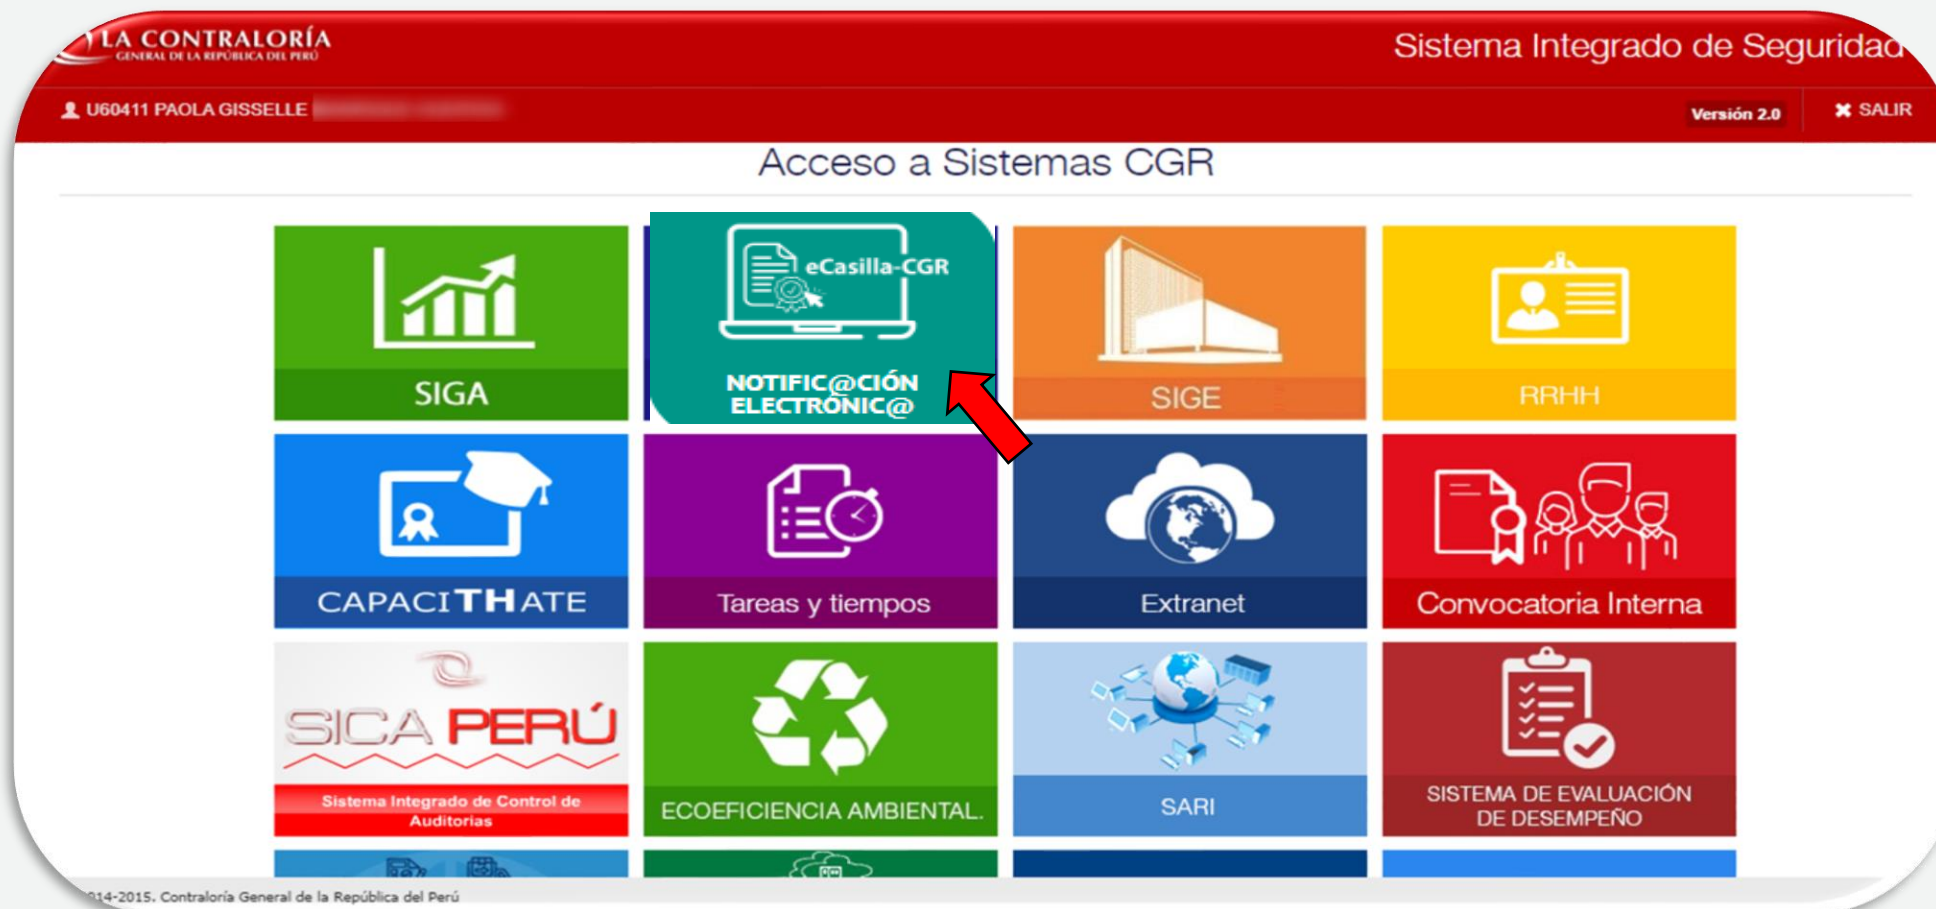 LA CONTRALORÍA
GENERAL DE LA REPÚBLICA DEL PERÚ
Sistema Integrado de Seguridad
U60411 PAOLA GISSELLE
Versión 2.0
SALIR
Acceso a Sistemas CGR
SIGA
eCasilla-CGR
NOTIFIC@CIÓN
ELECTRÓNIC@
SIGE
RRHH
CAPACITHATE
Tareas y tiempos
Extranet
Convocatoria Interna
SICA PERÚ
Sistema Integrado de Control de
Auditorias
ECOEFICIENCIA AMBIENTAL.
SARI
SISTEMA DE EVALUACIÓN
DE DESEMPEÑO
14-2015. Contraloría General de la República del Perú